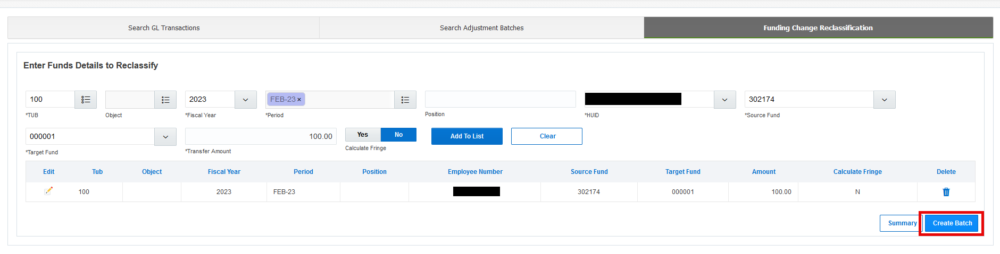 Search GL Transactions
Search Adjustment Batches
Funding Change Reclassification
Enter Funds Details to Reclassify
100
2023
FEB-23 ×
302174
*TUB
Object
*Fiscal Year
*Period
Position
*HUID
*Source Fund
000001
100.00
Yes
No
Add To List
Clear
*Target Fund
*Transfer Amount
Calculate Fringe
Edit Tub Object Fiscal Year Period Position Employee Number Source Fund Target Fund Amount Calculate Fringe Delete
100 2023 FEB-23 302174 000001 100.00 N
Summary
Create Batch